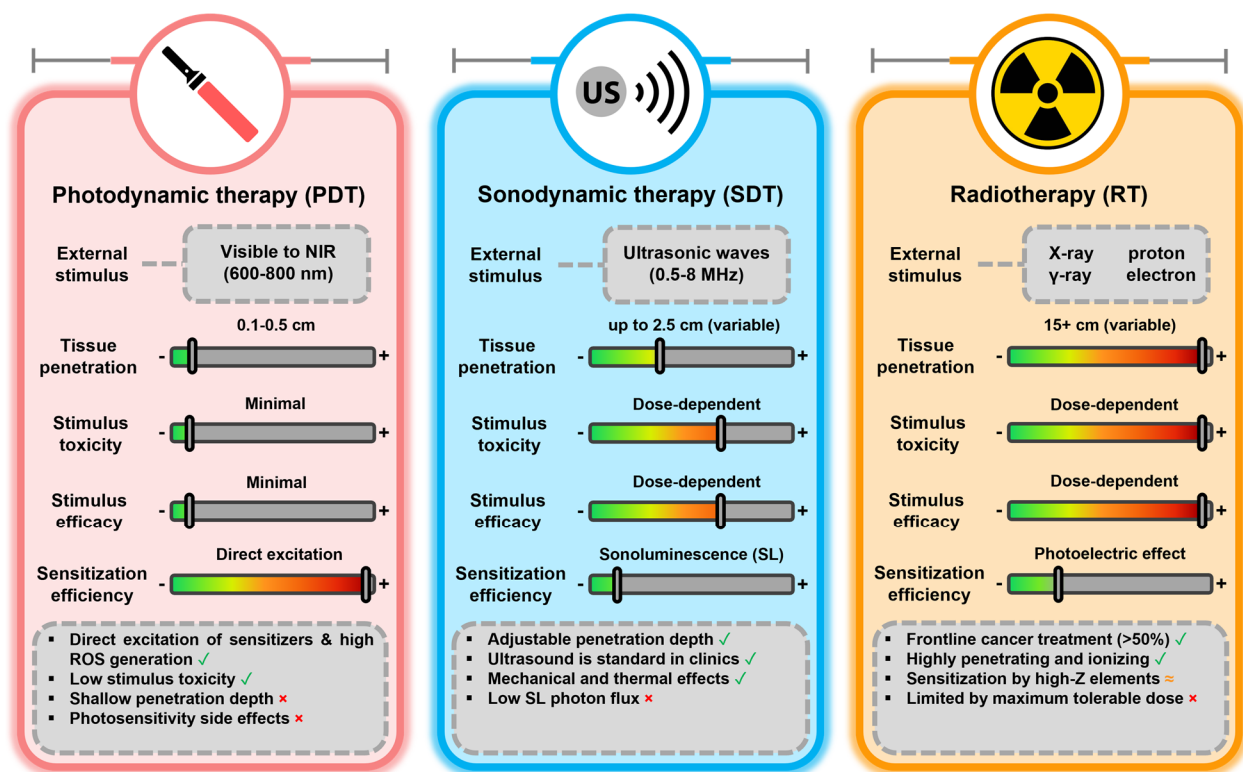 US
Photodynamic therapy (PDT)
External
stimulus
Visible to NIR
(600-800 nm)
0.1-0.5 cm
Tissue
penetration
- +
Minimal
Stimulus
toxicity
- +
Minimal
Stimulus
efficacy
- +
Direct excitation
Sensitization
efficiency
- +
▪ Direct excitation of sensitizers & high
ROS generation ✓
▪ Low stimulus toxicity ✓
▪ Shallow penetration depth ×
▪ Photosensitivity side effects ×
Sonodynamic therapy (SDT)
External
stimulus
Ultrasonic waves
(0.5-8 MHz)
up to 2.5 cm (variable)
Tissue
penetration
- +
Dose-dependent
Stimulus
toxicity
- +
Dose-dependent
Stimulus
efficacy
- +
Sonoluminescence (SL)
Sensitization
efficiency
- +
▪ Adjustable penetration depth ✓
▪ Ultrasound is standard in clinics ✓
▪ Mechanical and thermal effects ✓
▪ Low SL photon flux ×
Radiotherapy (RT)
External
stimulus
X-ray proton
γ-ray electron
15+ cm (variable)
Tissue
penetration
- +
Dose-dependent
Stimulus
toxicity
- +
Dose-dependent
Stimulus
efficacy
- +
Photoelectric effect
Sensitization
efficiency
- +
▪ Frontline cancer treatment (>50%) ✓
▪ Highly penetrating and ionizing ✓
▪ Sensitization by high-Z elements ≈
▪ Limited by maximum tolerable dose ×